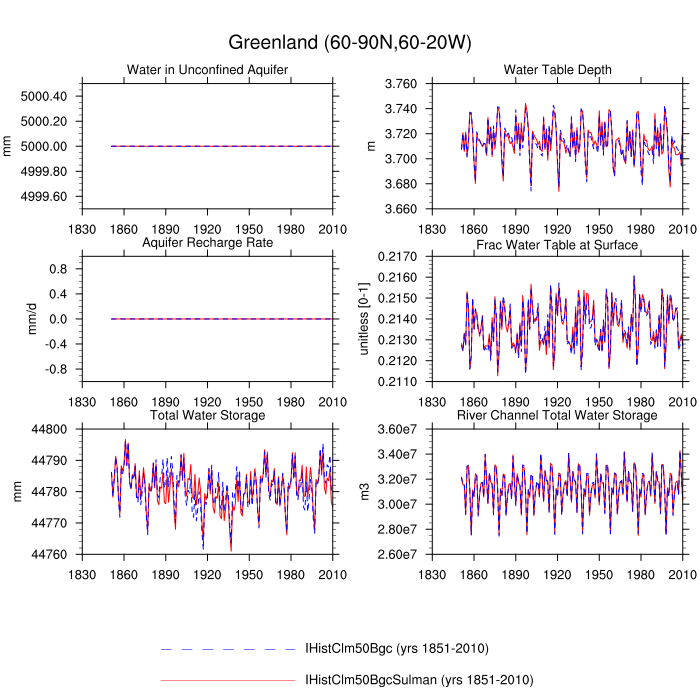 Greenland (60-90N,60-20W)
Water in Unconfined Aquifer
mm
5000.40
5000.20
5000.00
4999.80
4999.60
1830 1860 1890 1920 1950 1980 2010
Water Table Depth
m
3.760
3.740
3.720
3.700
3.680
3.660
1830 1860 1890 1920 1950 1980 2010
Aquifer Recharge Rate
mm/d
0.8
0.4
0.0
-0.4
-0.8
1830 1860 1890 1920 1950 1980 2010
Frac Water Table at Surface
unitless [0-1]
0.2170
0.2160
0.2150
0.2140
0.2130
0.2120
0.2110
1830 1860 1890 1920 1950 1980 2010
Total Water Storage
mm
44800
44790
44780
44770
44760
1830 1860 1890 1920 1950 1980 2010
River Channel Total Water Storage
m3
3.60e7
3.40e7
3.20e7
3.00e7
2.80e7
2.60e7
1830 1860 1890 1920 1950 1980 2010
IHistClm50Bgc (yrs 1851-2010)
IHistClm50BgcSulman (yrs 1851-2010)